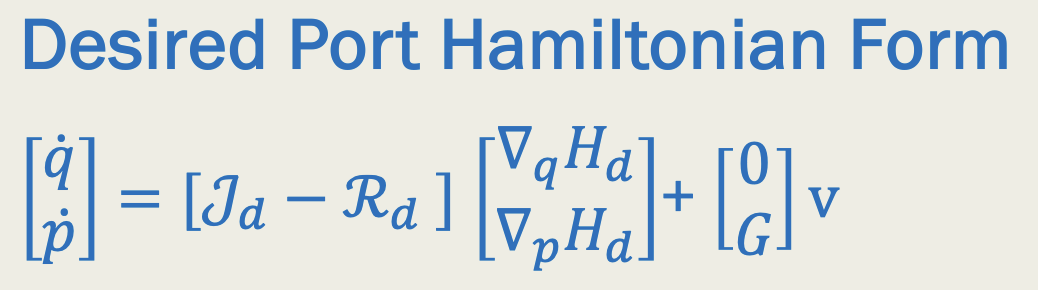 Desired Port Hamiltonian Form
[q̇ ṗ] = [𝒥_d − ℛ_d ] [∇_q H_d ∇_p H_d] + [0 G] v